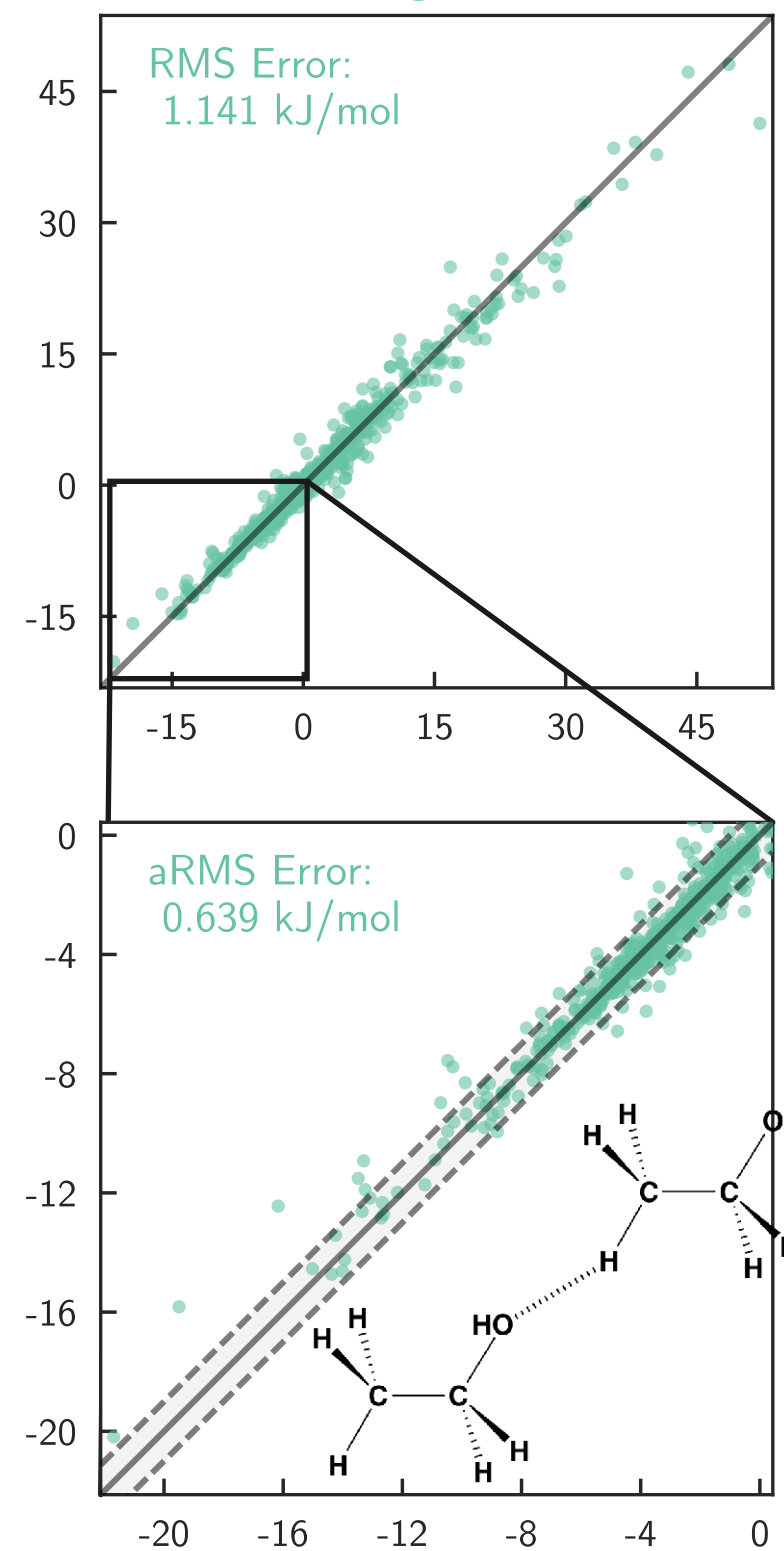 RMS Error:
1.141 kJ/mol
45
30
15
0
-15
-15 0 15 30 45
0
aRMS Error:
0.639 kJ/mol
-4
-8
H
H
O
-12
C C
H H
-16
H HO
H
C C
-20
H
H H
-20 -16 -12 -8 -4 0